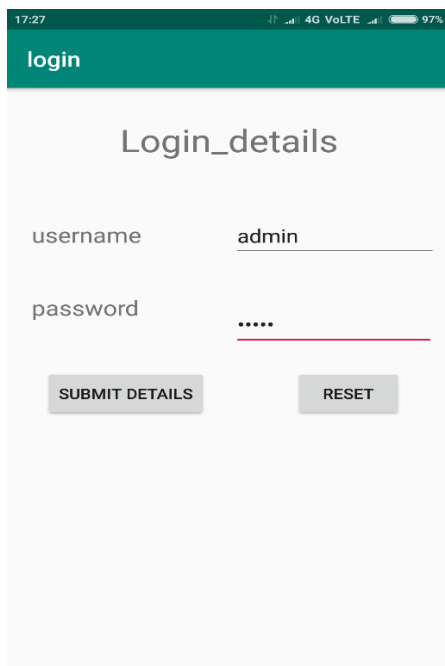 17:27 4G VoLTE 97%
login
Login_details
username admin
password •••••
SUBMIT DETAILS RESET